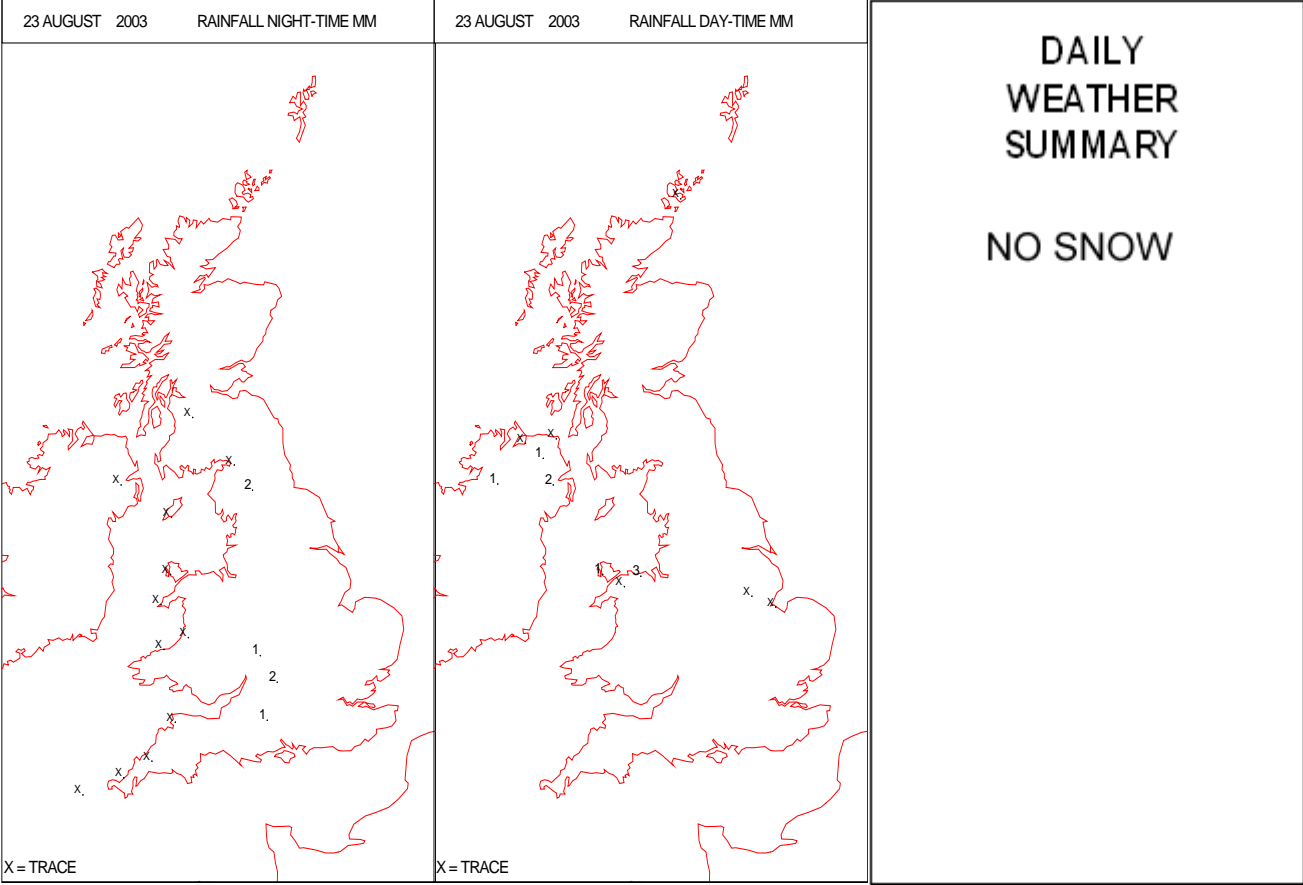 23 AUGUST 2003 RAINFALL NIGHT-TIME MM
X.
X.
X.
2.
X.
X.
X.
X.
X.
1.
2.
X.
1.
X.
X.
X.
X = TRACE
23 AUGUST 2003 RAINFALL DAY-TIME MM
X.
X.
X.
1.
1.
2.
1.
3.
X.
X.
X.
X = TRACE
DAILY
WEATHER
SUMMARY
NO SNOW